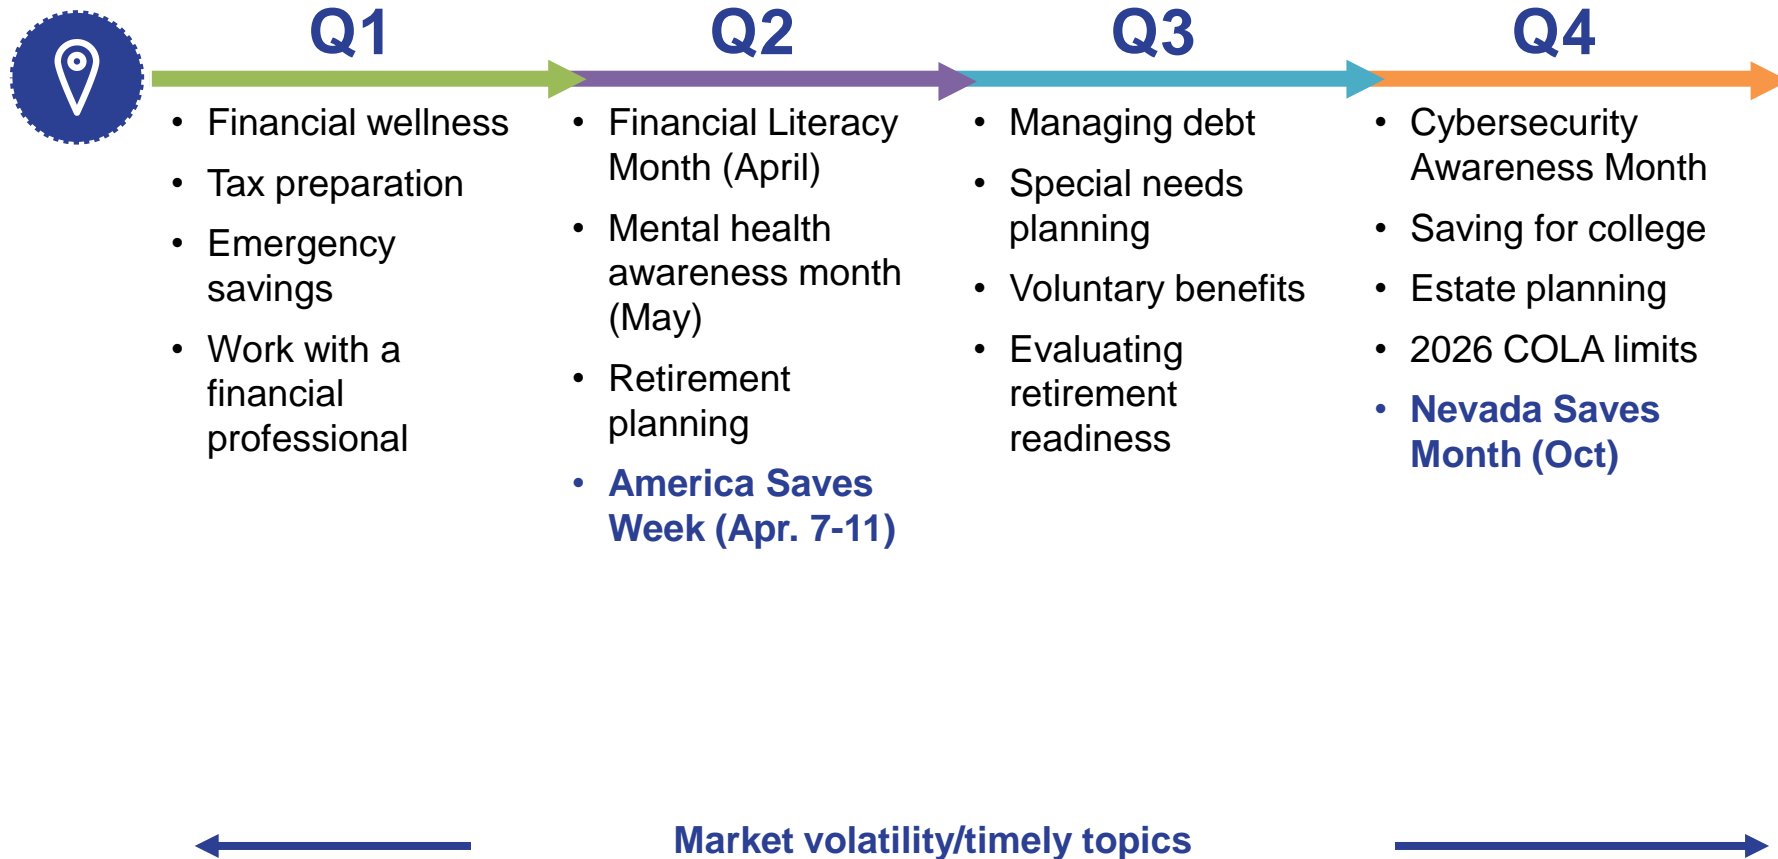 Q1
• Financial wellness
• Tax preparation
• Emergency
savings
• Work with a
financial
professional
Q2
• Financial Literacy
Month (April)
• Mental health
awareness month
(May)
• Retirement
planning
• America Saves
Week (Apr. 7-11)
Q3
• Managing debt
• Special needs
planning
• Voluntary benefits
• Evaluating
retirement
readiness
Q4
• Cybersecurity
Awareness Month
• Saving for college
• Estate planning
• 2026 COLA limits
• Nevada Saves
Month (Oct)
Market volatility/timely topics